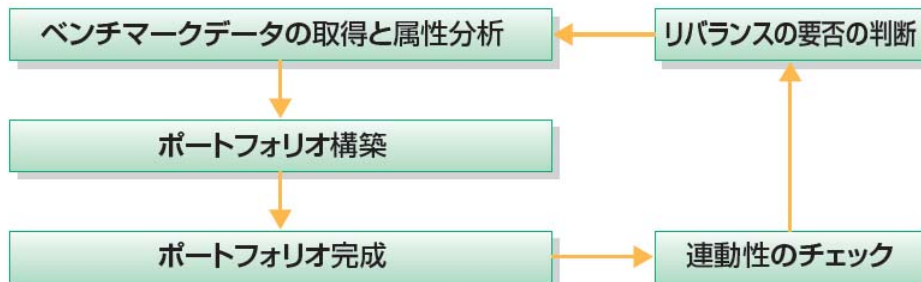 ベンチマークデータの取得と属性分析
リバランスの要否の判断
ポートフォリオ構築
ポートフォリオ完成
連動性のチェック